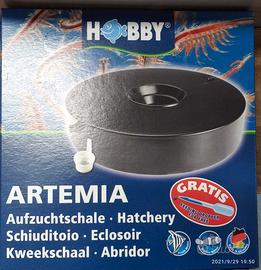 HOBBY
ARTEMIA
Aufzuchtschale · Hatchery
Schiuditoio · Eclosoir
Kweekschaal · Abridor
GRATIS
2021/9/29 19:50